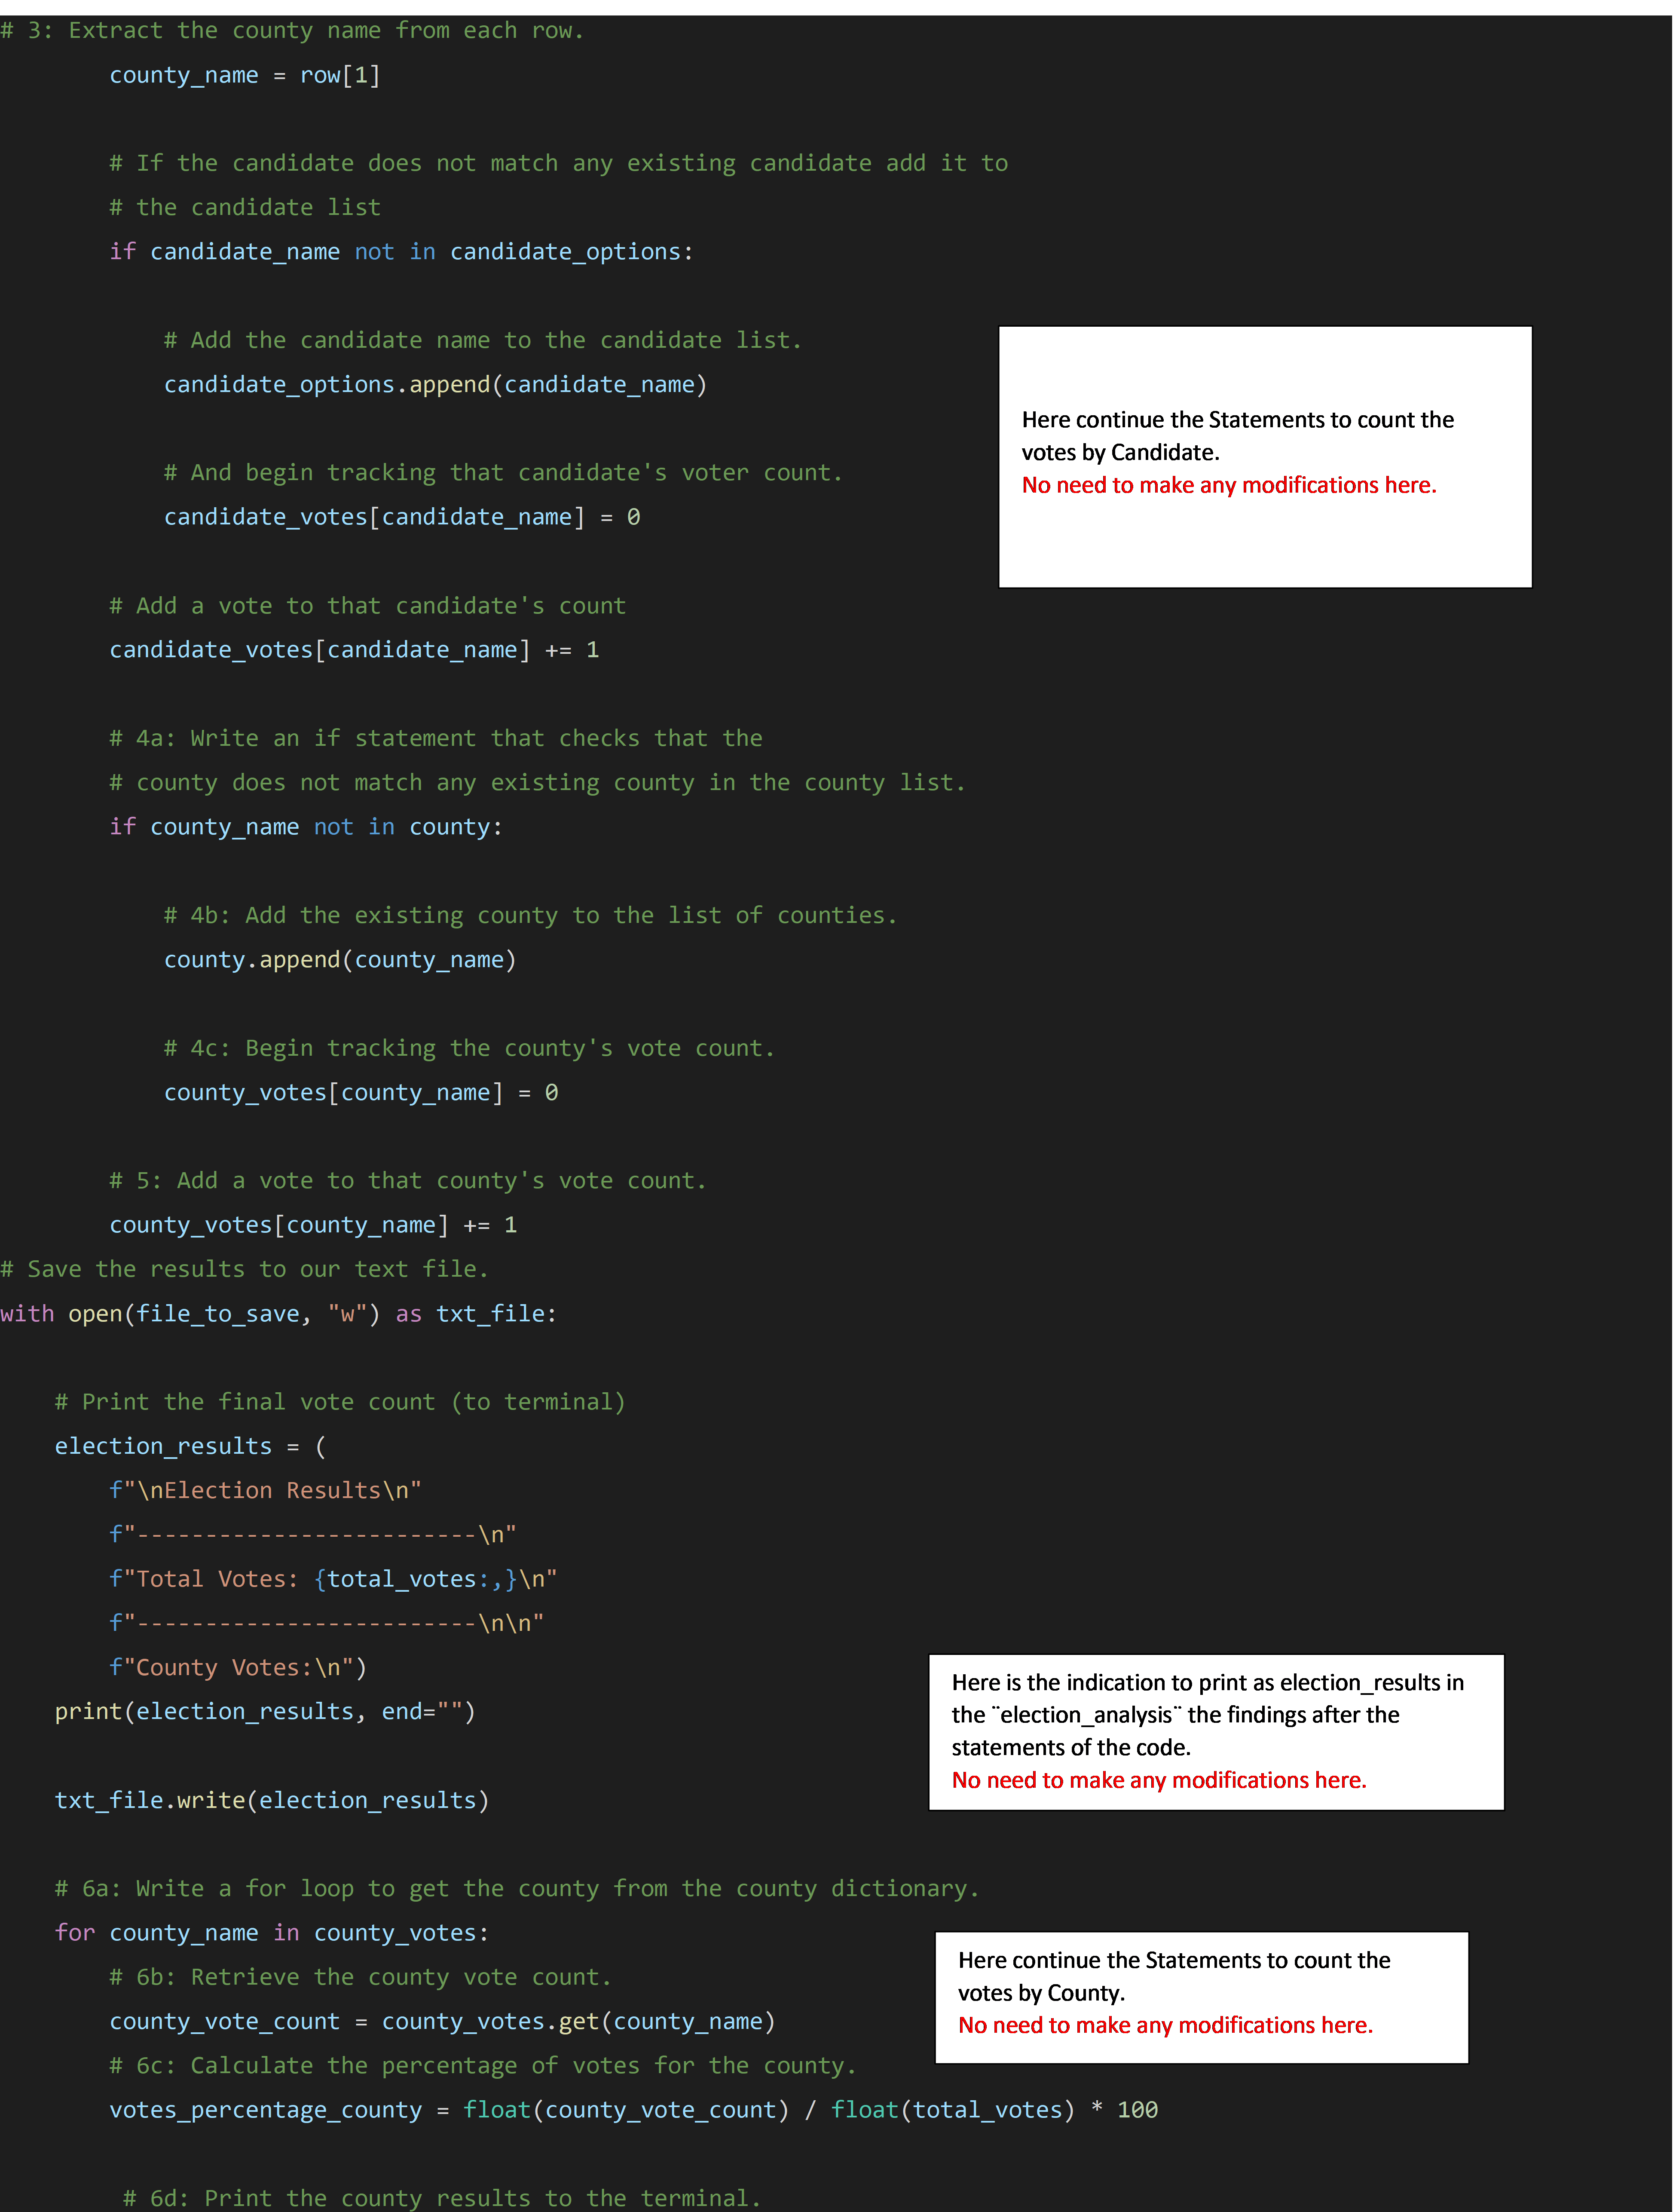 # 3: Extract the county name from each row.
county_name = row[1]
# If the candidate does not match any existing candidate add it to
# the candidate list
if candidate_name not in candidate_options:
# Add the candidate name to the candidate list.
candidate_options.append(candidate_name)
# And begin tracking that candidate's voter count.
candidate_votes[candidate_name] = 0
Here continue the Statements to count the
votes by Candidate.
No need to make any modifications here.
# Add a vote to that candidate's count
candidate_votes[candidate_name] += 1
# 4a: Write an if statement that checks that the
# county does not match any existing county in the county list.
if county_name not in county:
# 4b: Add the existing county to the list of counties.
county.append(county_name)
# 4c: Begin tracking the county's vote count.
county_votes[county_name] = 0
# 5: Add a vote to that county's vote count.
county_votes[county_name] += 1
# Save the results to our text file.
with open(file_to_save, "w") as txt_file:
# Print the final vote count (to terminal)
election_results = (
f"\nElection Results\n"
f"-------------------------\n"
f"Total Votes: {total_votes:,}\n"
f"-------------------------\n\n"
f"County Votes:\n")
print(election_results, end="")
txt_file.write(election_results)
Here is the indication to print as election_results in
the ¨election_analysis¨ the findings after the
statements of the code.
No need to make any modifications here.
# 6a: Write a for loop to get the county from the county dictionary.
for county_name in county_votes:
# 6b: Retrieve the county vote count.
county_vote_count = county_votes.get(county_name)
# 6c: Calculate the percentage of votes for the county.
votes_percentage_county = float(county_vote_count) / float(total_votes) * 100
Here continue the Statements to count the
votes by County.
No need to make any modifications here.
# 6d: Print the county results to the terminal.